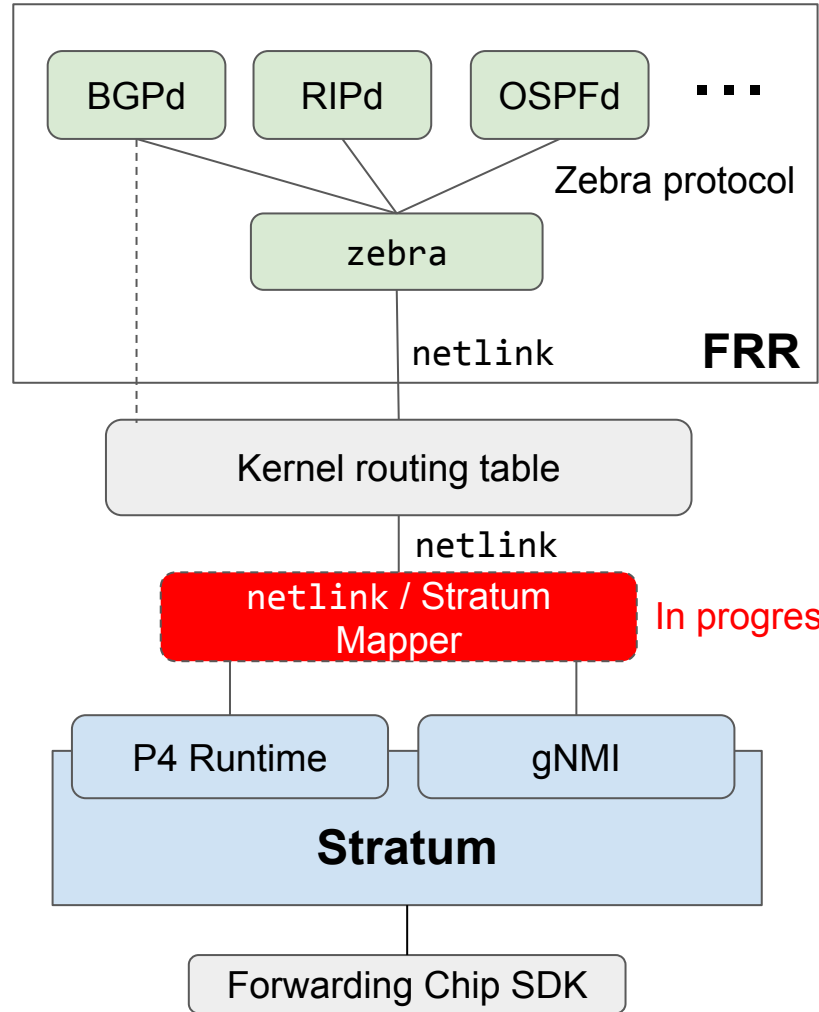 BGPd
RIPd
OSPFd
...
Zebra protocol
zebra
netlink
FRR
Kernel routing table
netlink
netlink / Stratum
Mapper
In progres
P4 Runtime
gNMI
Stratum
Forwarding Chip SDK